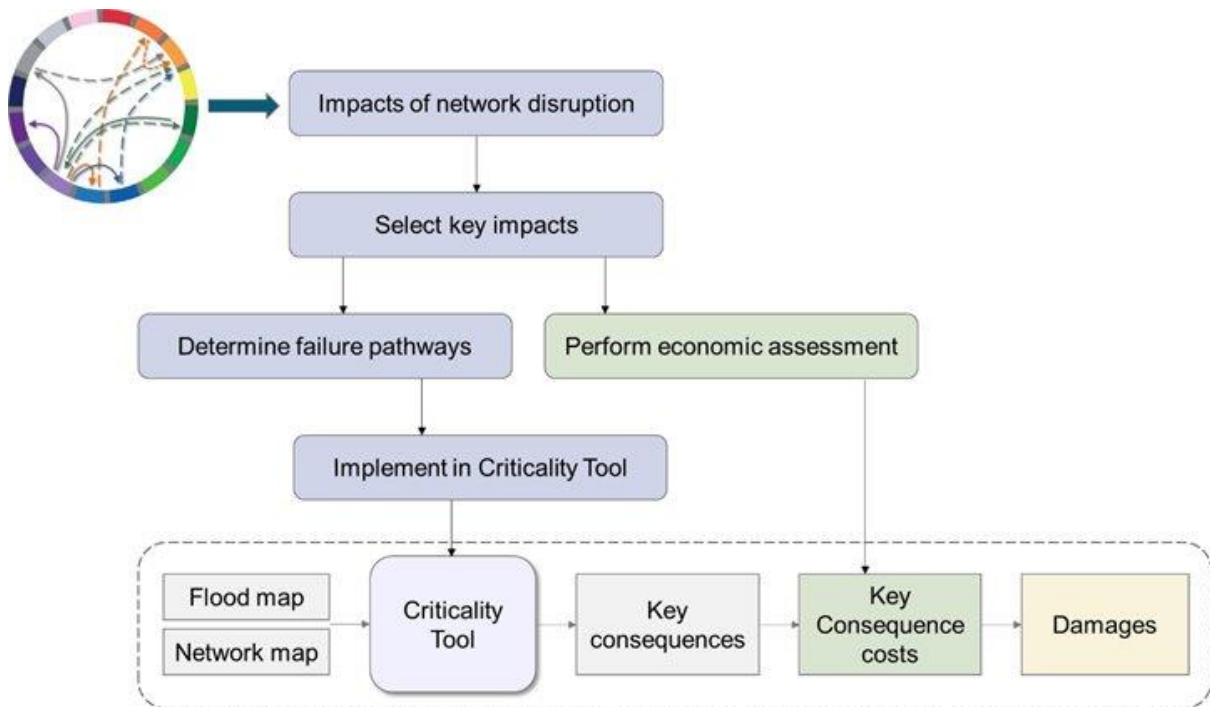 Impacts of network disruption
Select key impacts
Determine failure pathways
Perform economic assessment
Implement in Criticality Tool
Flood map
Network map
Criticality
Tool
Key
consequences
Key
Consequence
costs
Damages